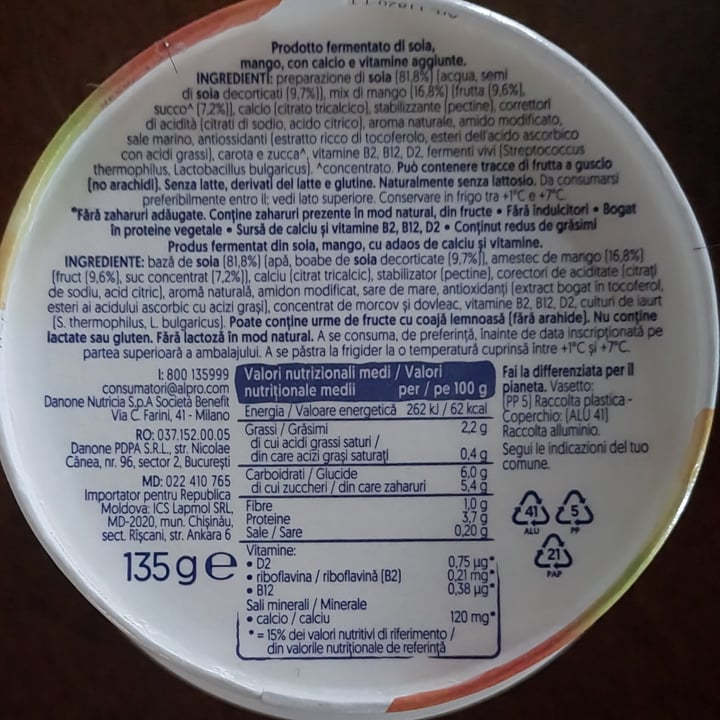 Prodotto fermentato di soia,
mango, con calcio e vitamine aggiunte.
INGREDIENTI: preparazione di soia (81,8%) (acqua, semi
di soia decorticati (9,7%)), mix di mango (16,8%) (frutta (9,6%),
succo^ (7,2%)), calcio (citrato tricalcico), stabilizzante (pectine), correttori
di acidità (citrati di sodio, acido citrico), aroma naturale, amido modificato,
sale marino, antiossidanti (estratto ricco di tocoferolo, esteri dell'acido ascorbico
con acidi grassi), carota e zucca^, vitamine B2, B12, D2, fermenti vivi (Streptococcus
thermophilus, Lactobacillus bulgaricus). ^concentrato. Può contenere tracce di frutta a guscio
(no arachidi). Senza latte, derivati del latte e glutine. Naturalmente senza lattosio. Da consumarsi
preferibilmente entro il: vedi lato superiore. Conservare in frigo tra +1°C e +7°C.
*Fără zaharuri adăugate. Conține zaharuri prezente în mod natural, din fructe • Fără îndulcitori • Bogat
în proteine vegetale • Sursă de calciu și vitamine B2, B12, D2 • Conținut redus de grăsimi
Produs fermentat din soia, mango, cu adaos de calciu și vitamine.
INGREDIENTE: bază de soia (81,8%) (apă, boabe de soia decorticate (9,7%)), amestec de mango (16,8%)
(fruct (9,6%), suc concentrat (7,2%)), calciu (citrat tricalcic), stabilizator (pectine), corectori de aciditate (citrați
de sodiu, acid citric), aromă naturală, amidon modificat, sare de mare, antioxidanți (extract bogat în tocoferol,
esteri ai acidului ascorbic cu acizi grași), concentrat de morcov și dovleac, vitamine B2, B12, D2, culturi de iaurt
(S. thermophilus, L. bulgaricus). Poate conține urme de fructe cu coajă lemnoasă (fără arahide). Nu conține
lactate sau gluten. Fără lactoză în mod natural. A se consuma, de preferință, înainte de data inscripționată pe
partea superioară a ambalajului. A se păstra la frigider la o temperatură cuprinsă între +1°C și +7°C.
I: 800 135999
consumatori@alpro.com
Danone Nutricia S.p.A Società Benefit
Via C. Farini, 41 - Milano
RO: 037.152.00.05
Danone PDPA S.R.L., str. Nicolae
Cânea, nr. 96, sector 2, București
MD: 022 410 765
Importator pentru Republica
Moldova: ICS Lapmol SRL,
MD-2020, mun. Chișinău,
sect. Rîșcani, str. Ankara 6
135 g e
Valori nutrizionali medi / Valori
nutriționale medii per / pe 100 g
Energia / Valoare energetică 262 kJ / 62 kcal
Grassi / Grăsimi 2,2 g
di cui acidi grassi saturi /
din care acizi grași saturați 0,4 g
Carboidrati / Glucide 6,0 g
di cui zuccheri / din care zaharuri 5,4 g
Fibre 1,0 g
Proteine 3,7 g
Sale / Sare 0,20 g
Vitamine:
• D2 0,75 µg*
• riboflavina / riboflavină (B2) 0,21 mg*
• B12 0,38 µg*
Sali minerali / Minerale
• calcio / calciu 120 mg*
* = 15% dei valori nutritivi di riferimento /
din valorile nutriționale de referință
Fai la differenziata per il
pianeta. Vasetto:
(PP 5) Raccolta plastica -
Coperchio: (ALU 41)
Raccolta alluminio.
Segui le indicazioni del tuo
comune.
41 5
ALU PP
21
PAP